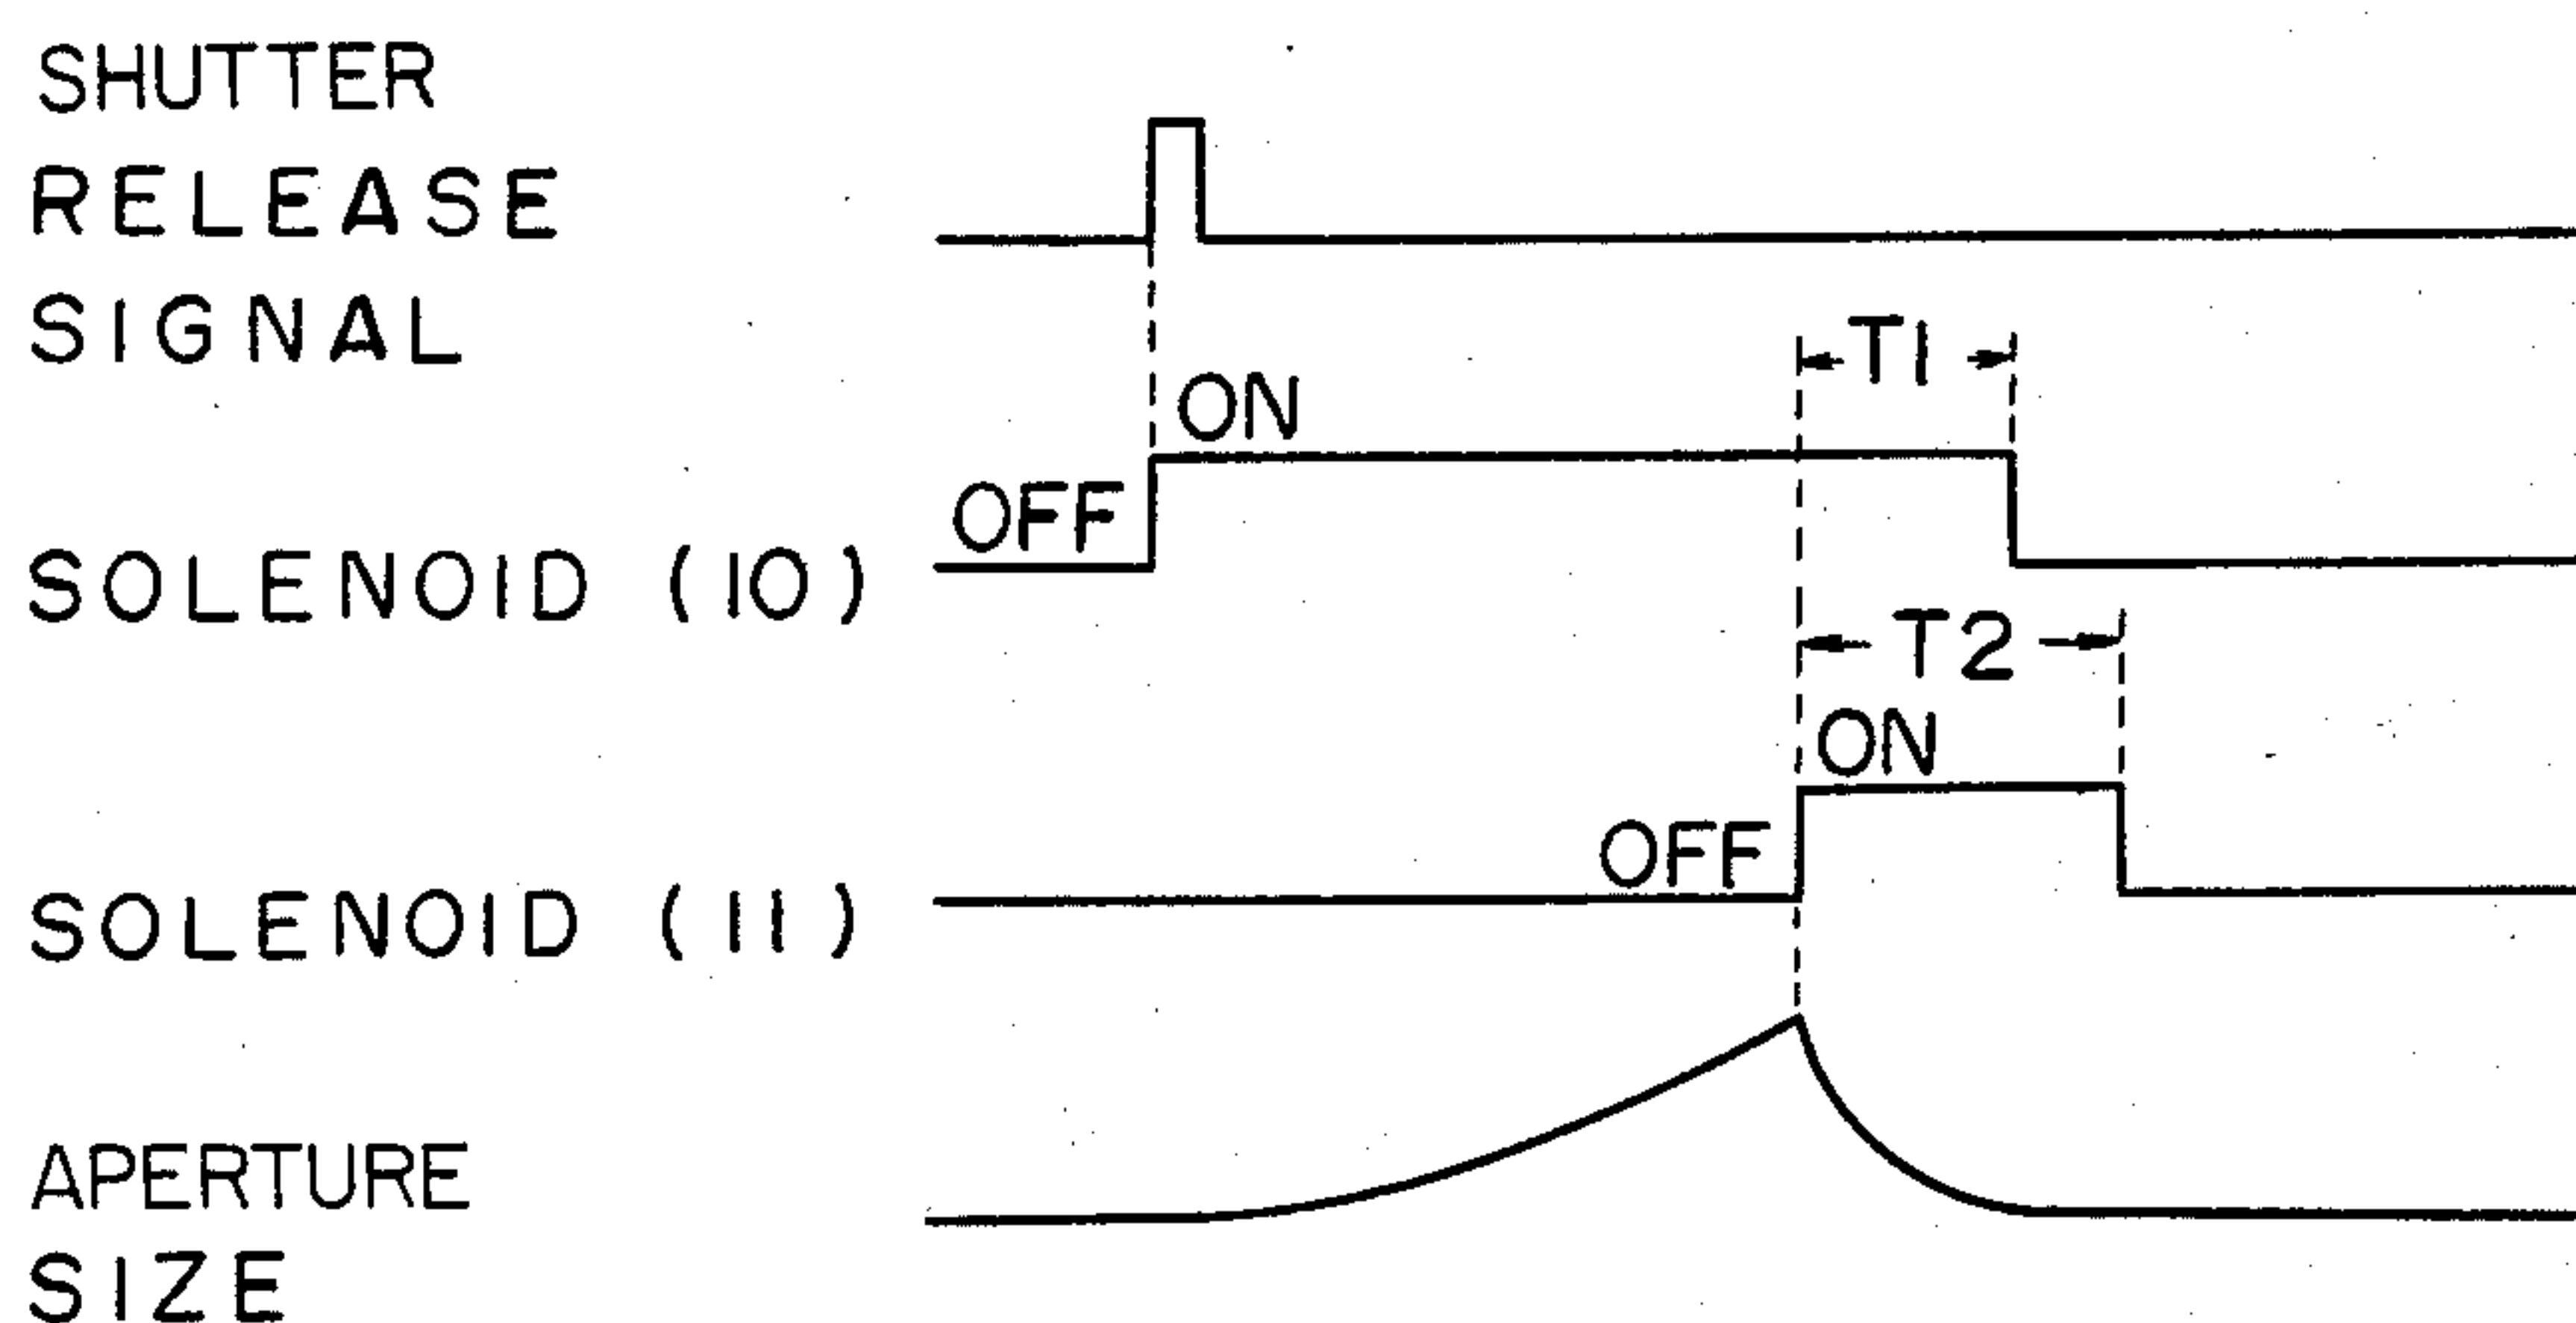 SHUTTER
RELEASE
SIGNAL
T1
ON
OFF
SOLENOID (10)
T2
ON
OFF
SOLENOID (11)
APERTURE
SIZE